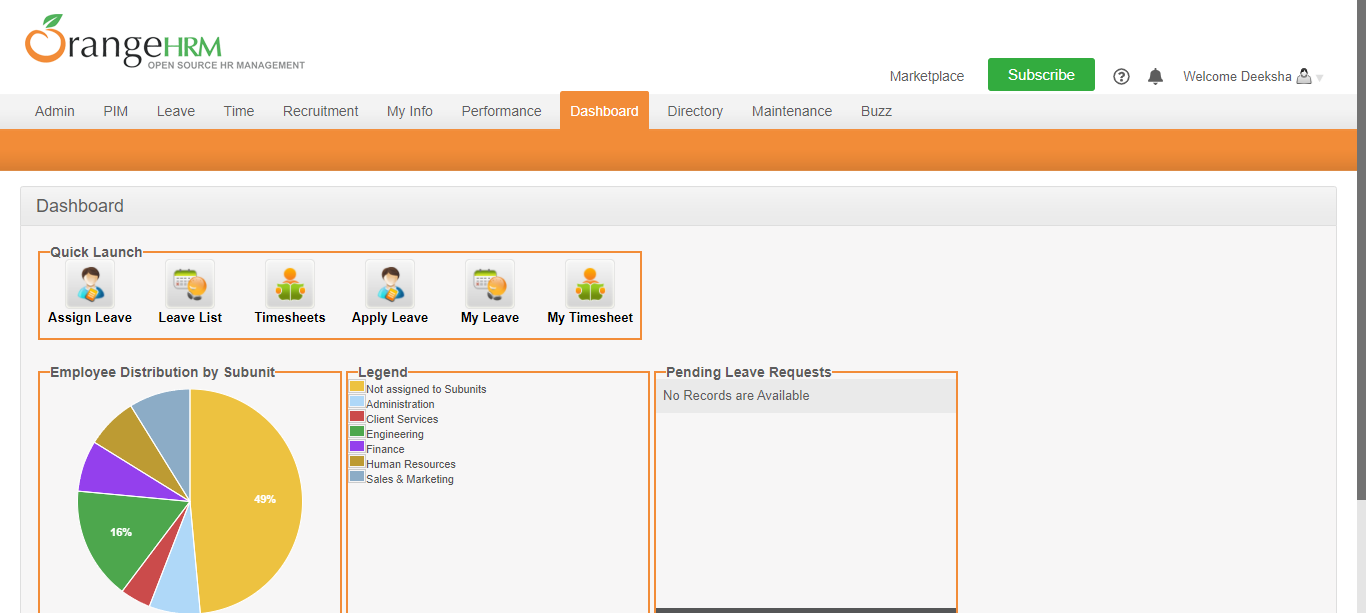 OrangeHRM
OPEN SOURCE HR MANAGEMENT
Marketplace Subscribe Welcome Deeksha
Admin PIM Leave Time Recruitment My Info Performance Dashboard Directory Maintenance Buzz
Dashboard
Quick Launch
Assign Leave Leave List Timesheets Apply Leave My Leave My Timesheet
Employee Distribution by Subunit
49%
16%
Legend
Not assigned to Subunits
Administration
Client Services
Engineering
Finance
Human Resources
Sales & Marketing
Pending Leave Requests
No Records are Available